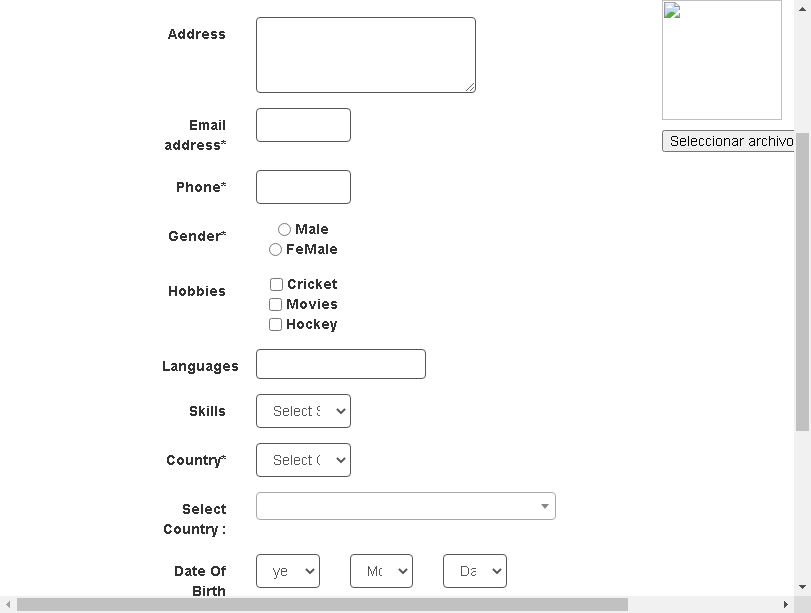 Address
Seleccionar archivo
Email
address*
Phone*
Gender*
Male
FeMale
Hobbies
Cricket
Movies
Hockey
Languages
Skills
Select
Country*
Select
Select
Country :
Date Of
Birth
ye
Mo
Da